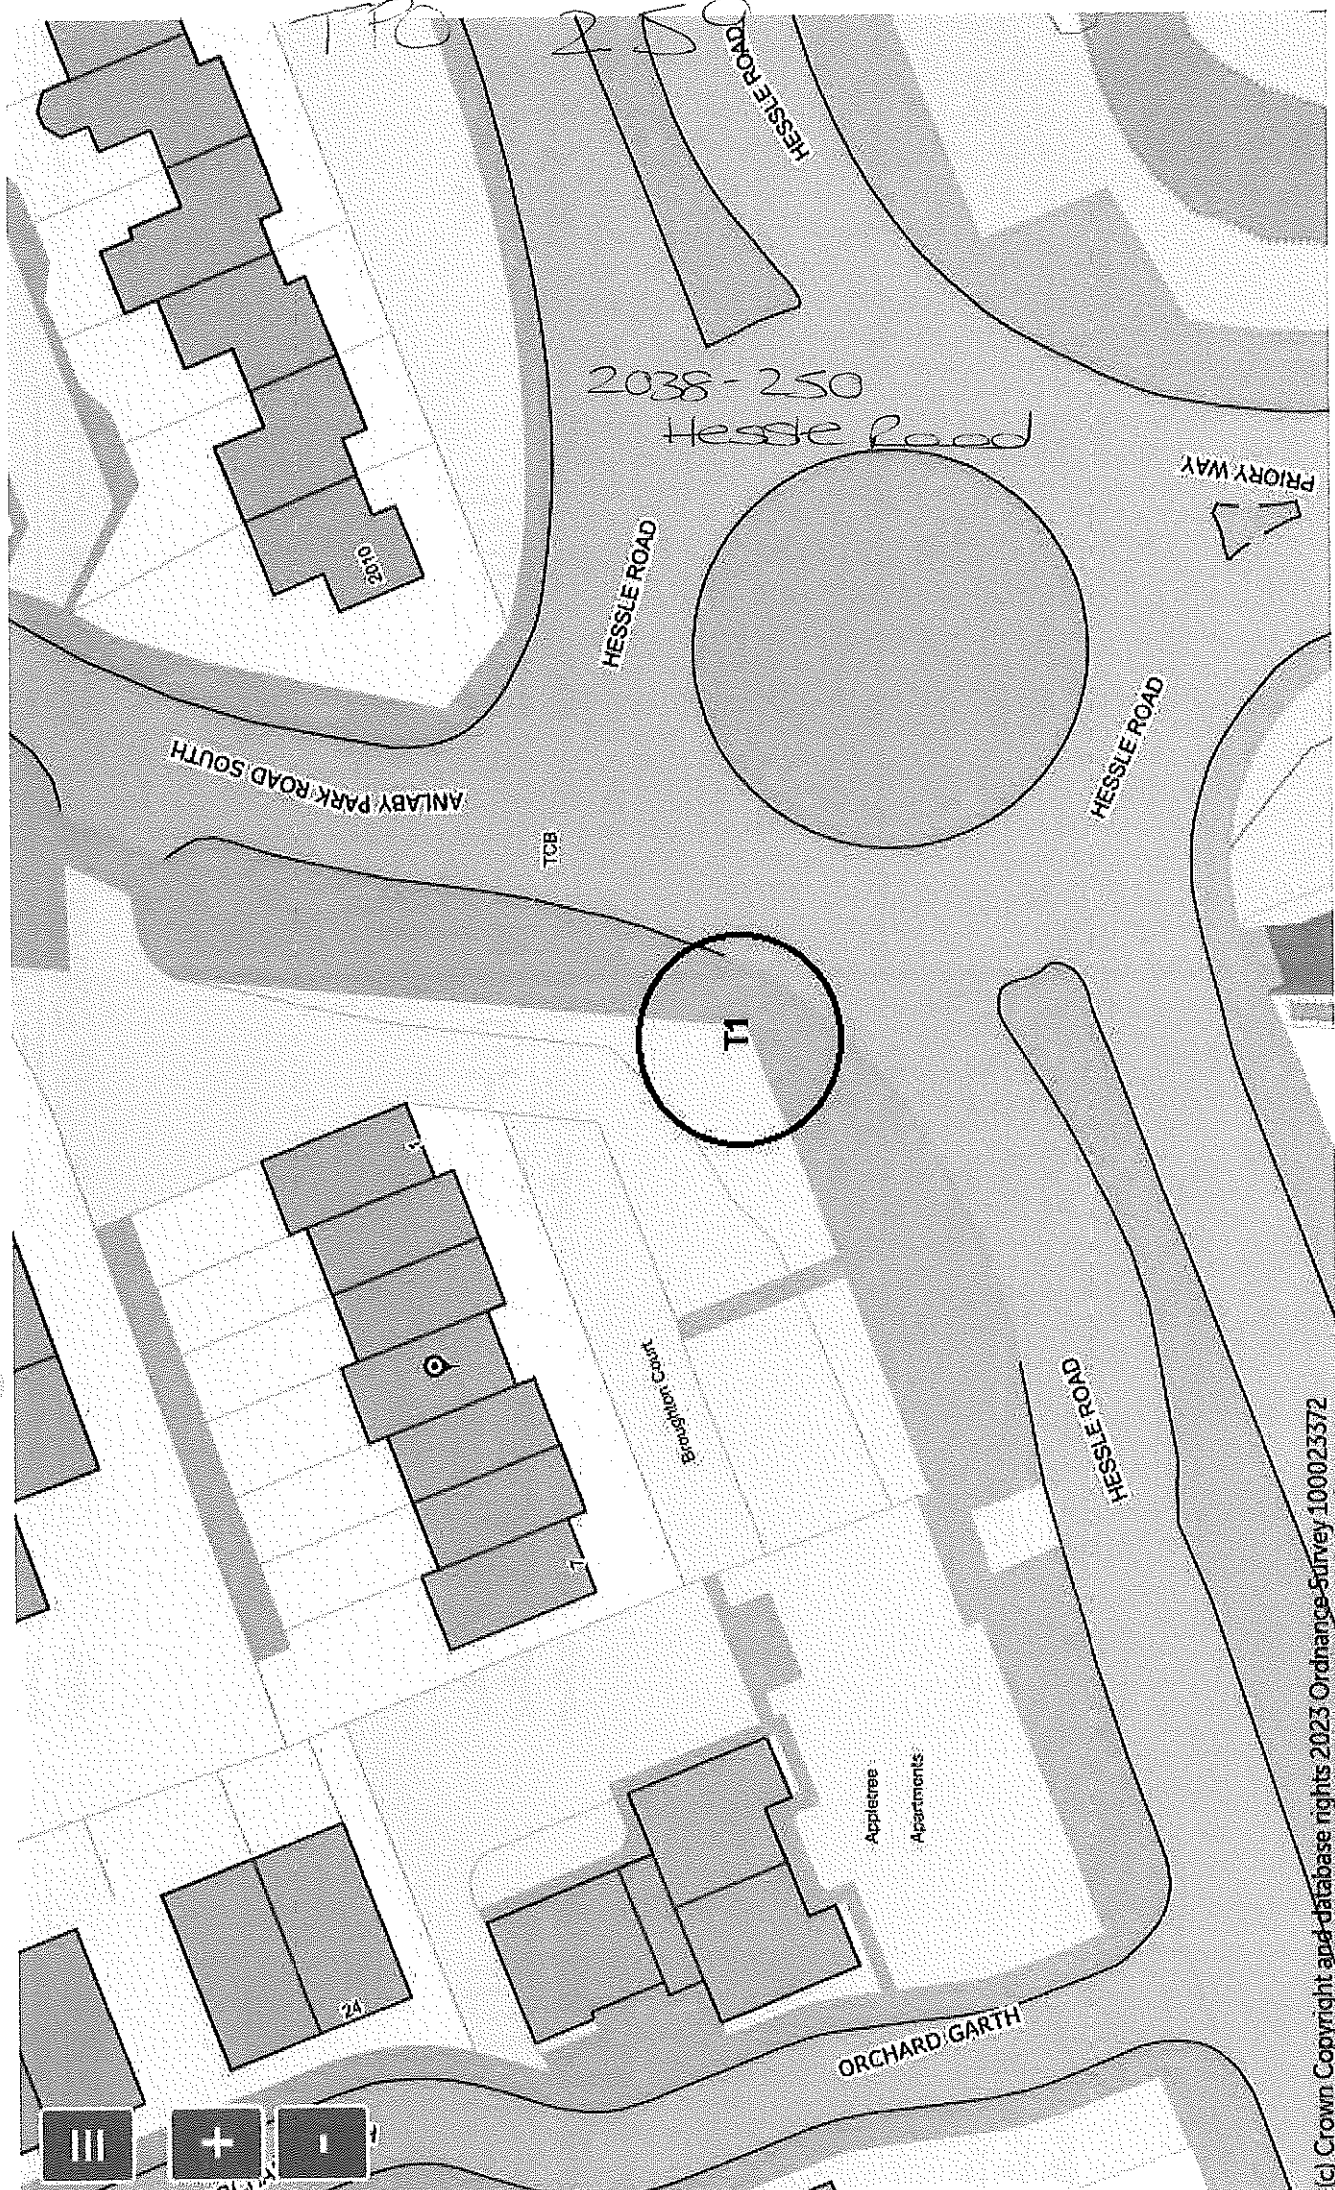 TPO 250
HESSLE ROAD
2038-250
Hessle Road
2010
HESSLE ROAD
PRIORY WAY
ANLABY PARK ROAD SOUTH
HESSLE ROAD
TCB
T1
1
Broughton Court
HESSLE ROAD
7
Appletree
Apartments
24
ORCHARD GARTH
+
-
(c) Crown Copyright and database rights 2023 Ordnance Survey 100023372